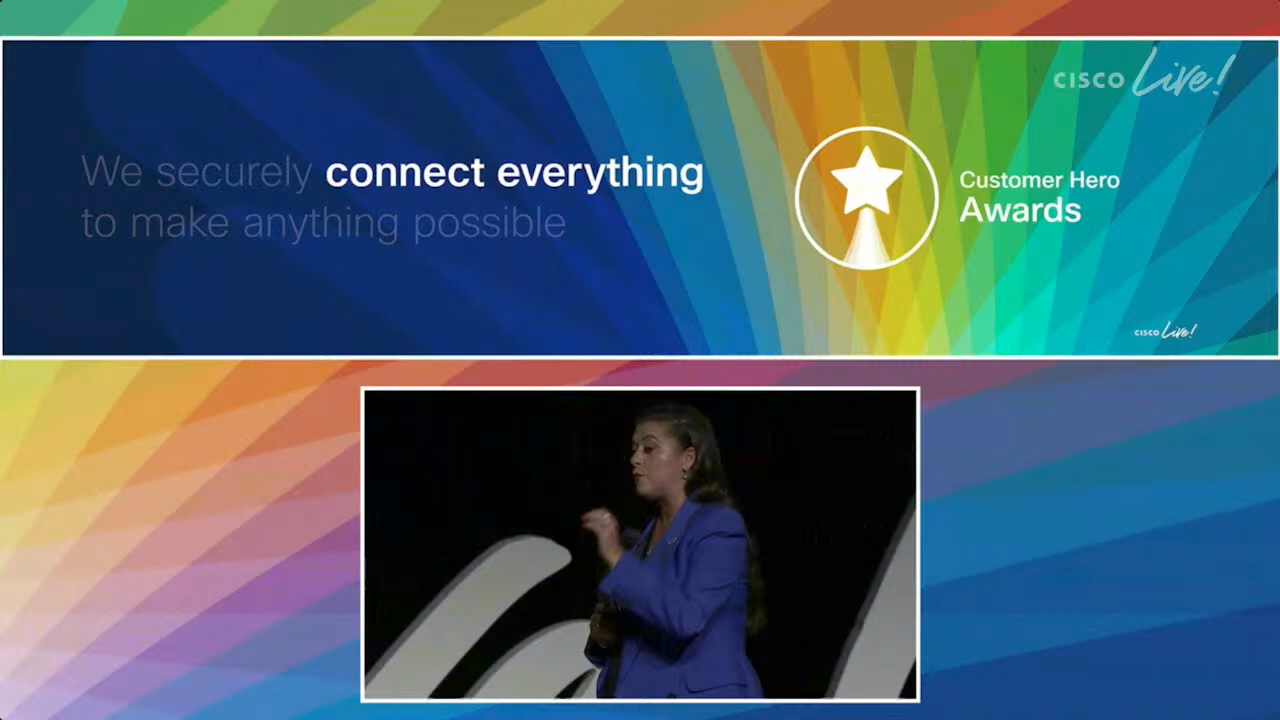 CISCO Live!
We securely connect everything
to make anything possible
Customer Hero
Awards
CISCO Live!